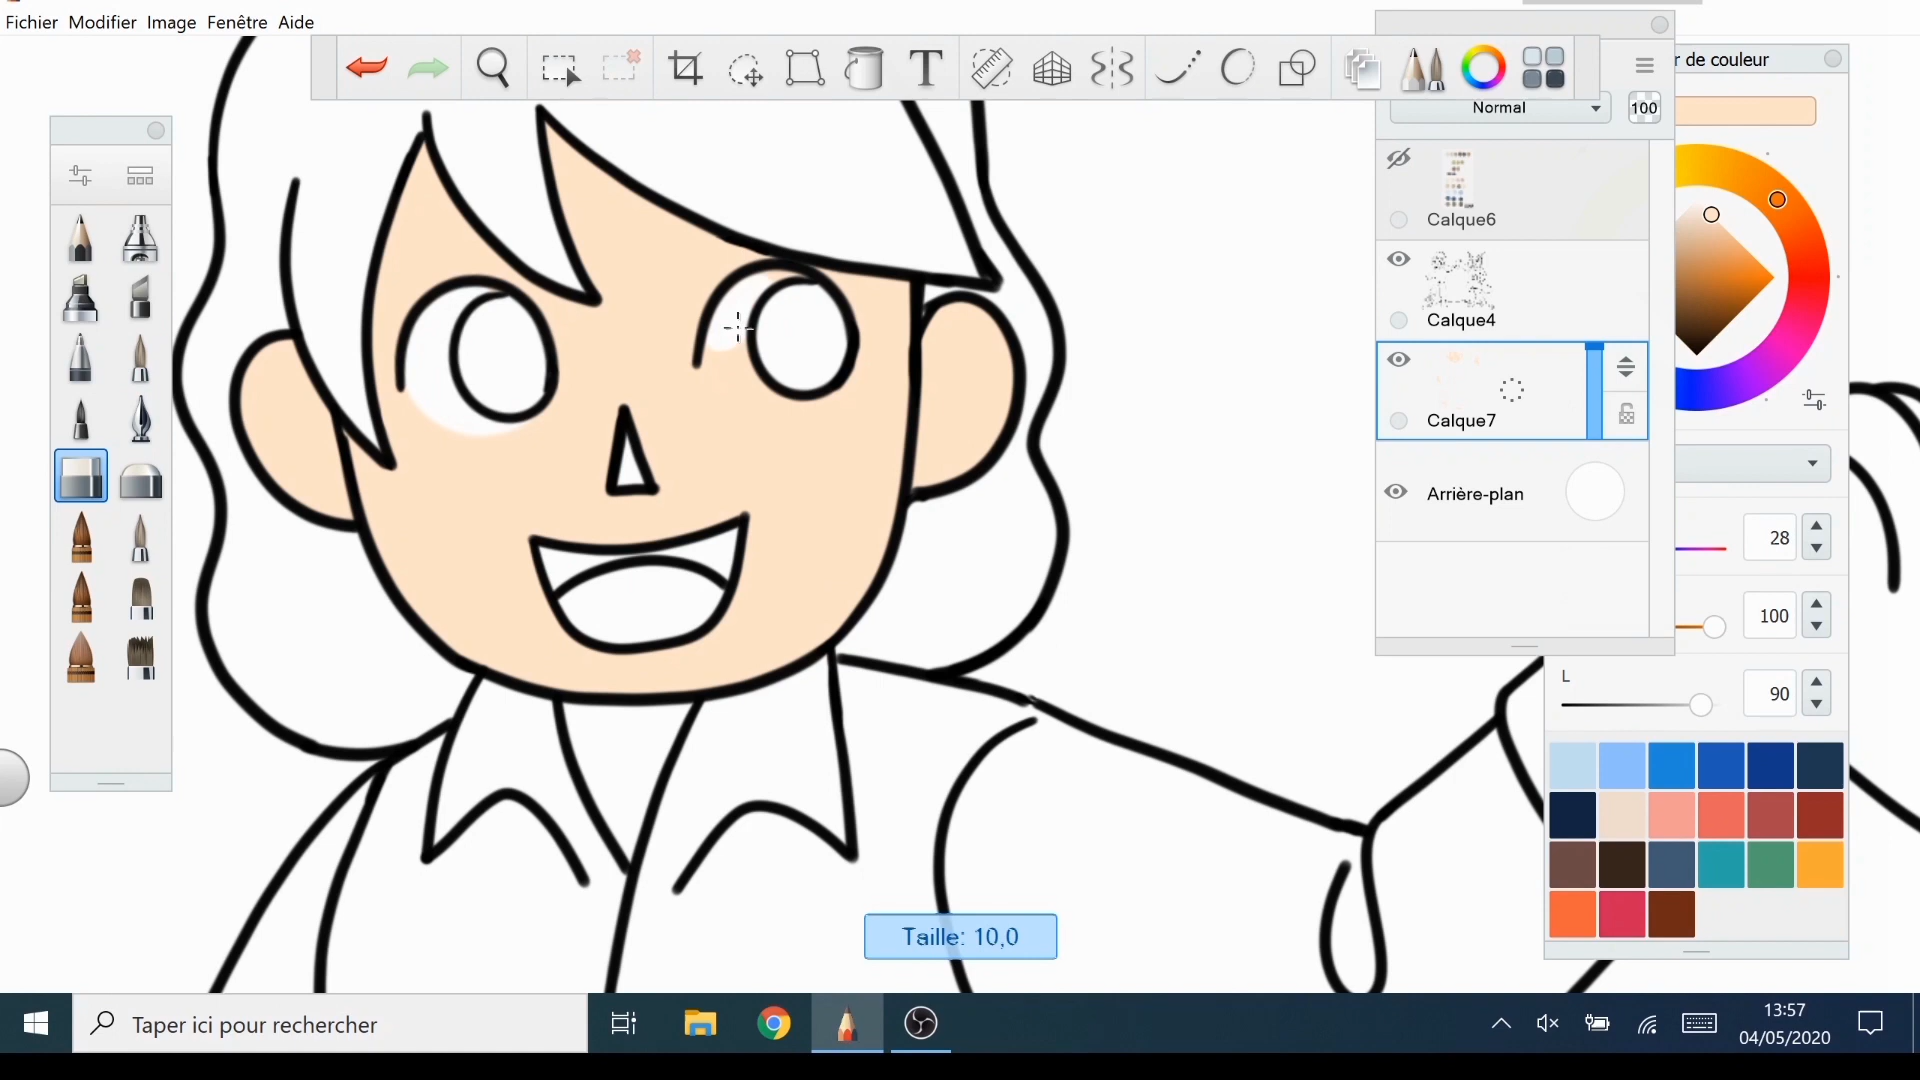 Fichier Modifier Image Fenêtre Aide
T
r de couleur
Normal
100
Calque6
Calque4
Calque7
Arrière-plan
28
100
L
90
Taille: 10,0
Taper ici pour rechercher
13:57
04/05/2020